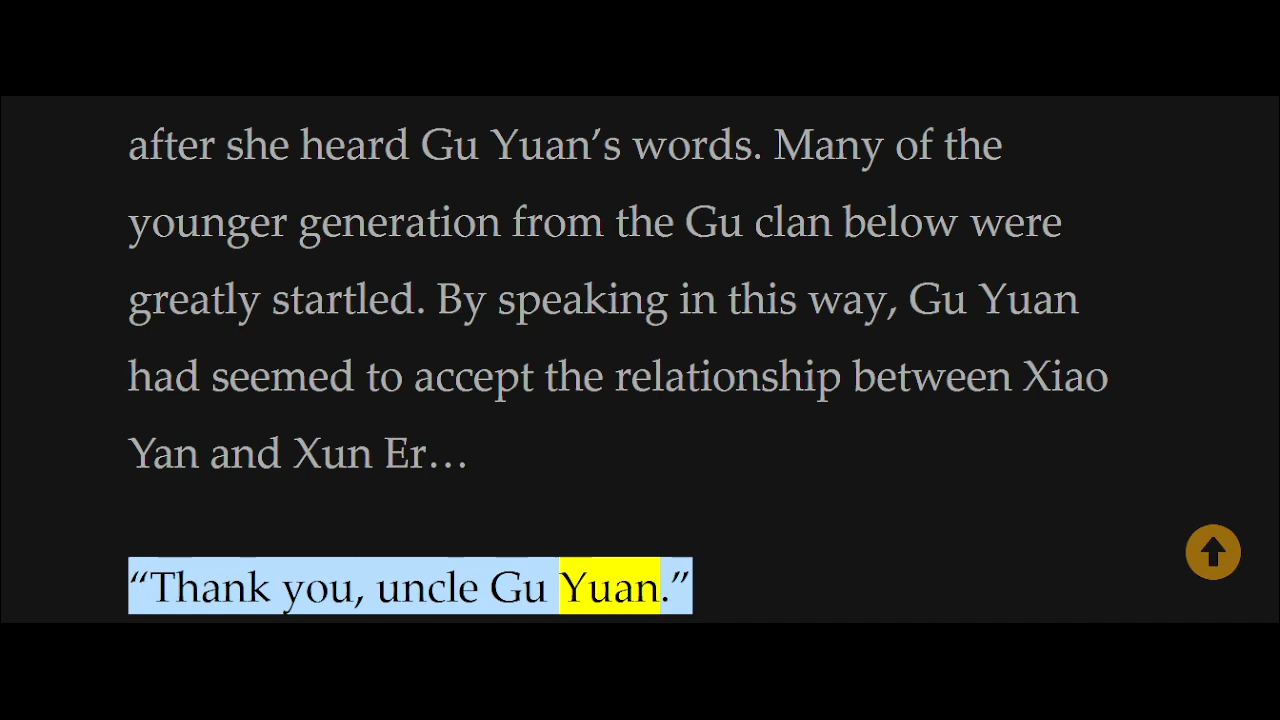 after she heard Gu Yuan’s words. Many of the
younger generation from the Gu clan below were
greatly startled. By speaking in this way, Gu Yuan
had seemed to accept the relationship between Xiao
Yan and Xun Er…
“Thank you, uncle Gu Yuan.”